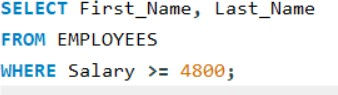 SELECT First_Name, Last_Name
FROM EMPLOYEES
WHERE Salary >= 4800;